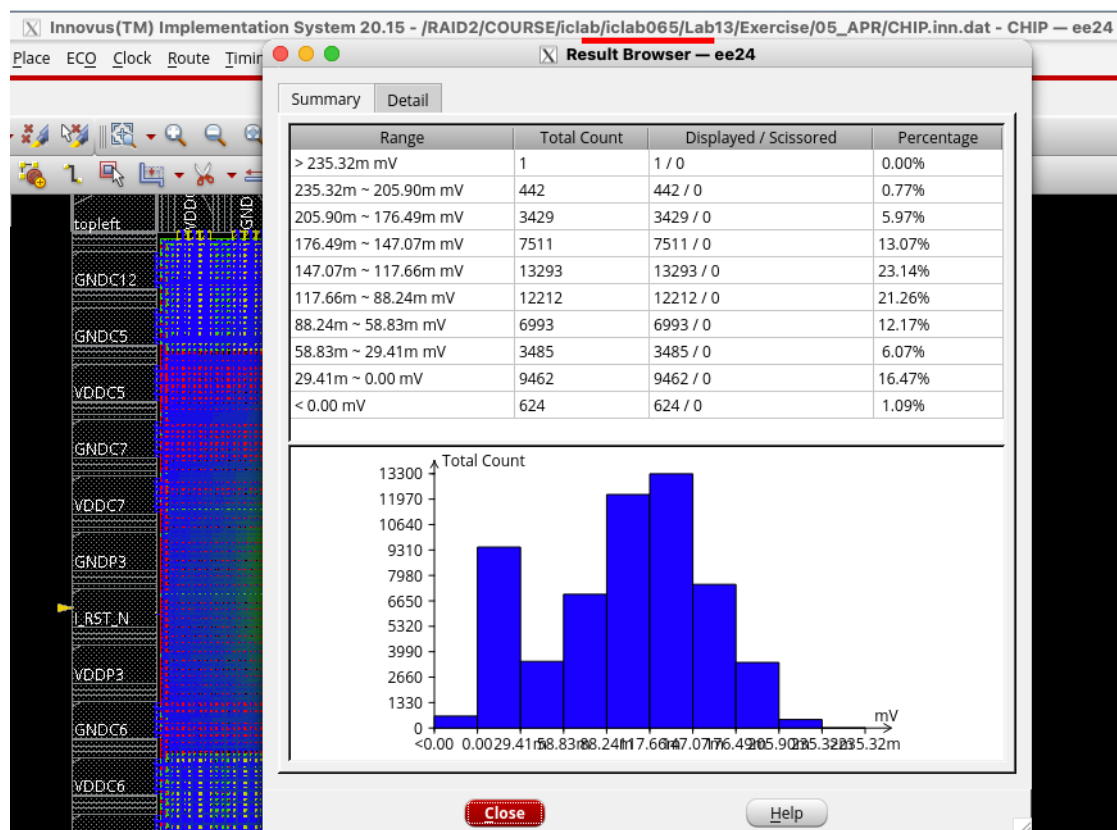 Innovus(TM) Implementation System 20.15 - /RAID2/COURSE/iclab/iclab065/Lab13/Exercise/05_APR/CHIP.inn.dat - CHIP — ee24
Place ECO Clock Route Timin
Result Browser — ee24
Summary Detail
Range Total Count Displayed / Scissored Percentage
> 235.32m mV 1 1 / 0 0.00%
235.32m ~ 205.90m mV 442 442 / 0 0.77%
205.90m ~ 176.49m mV 3429 3429 / 0 5.97%
176.49m ~ 147.07m mV 7511 7511 / 0 13.07%
147.07m ~ 117.66m mV 13293 13293 / 0 23.14%
117.66m ~ 88.24m mV 12212 12212 / 0 21.26%
88.24m ~ 58.83m mV 6993 6993 / 0 12.17%
58.83m ~ 29.41m mV 3485 3485 / 0 6.07%
29.41m ~ 0.00 mV 9462 9462 / 0 16.47%
< 0.00 mV 624 624 / 0 1.09%
Total Count
13300
11970
10640
9310
7980
6650
5320
3990
2660
1330
0
mV
<0.00 0.00
Close Help
topleft
GND
GNDC12
GNDC5
VDDC5
GNDC7
VDDC7
GNDP3
I_RST_N
VDDP3
GNDC6
VDDC6